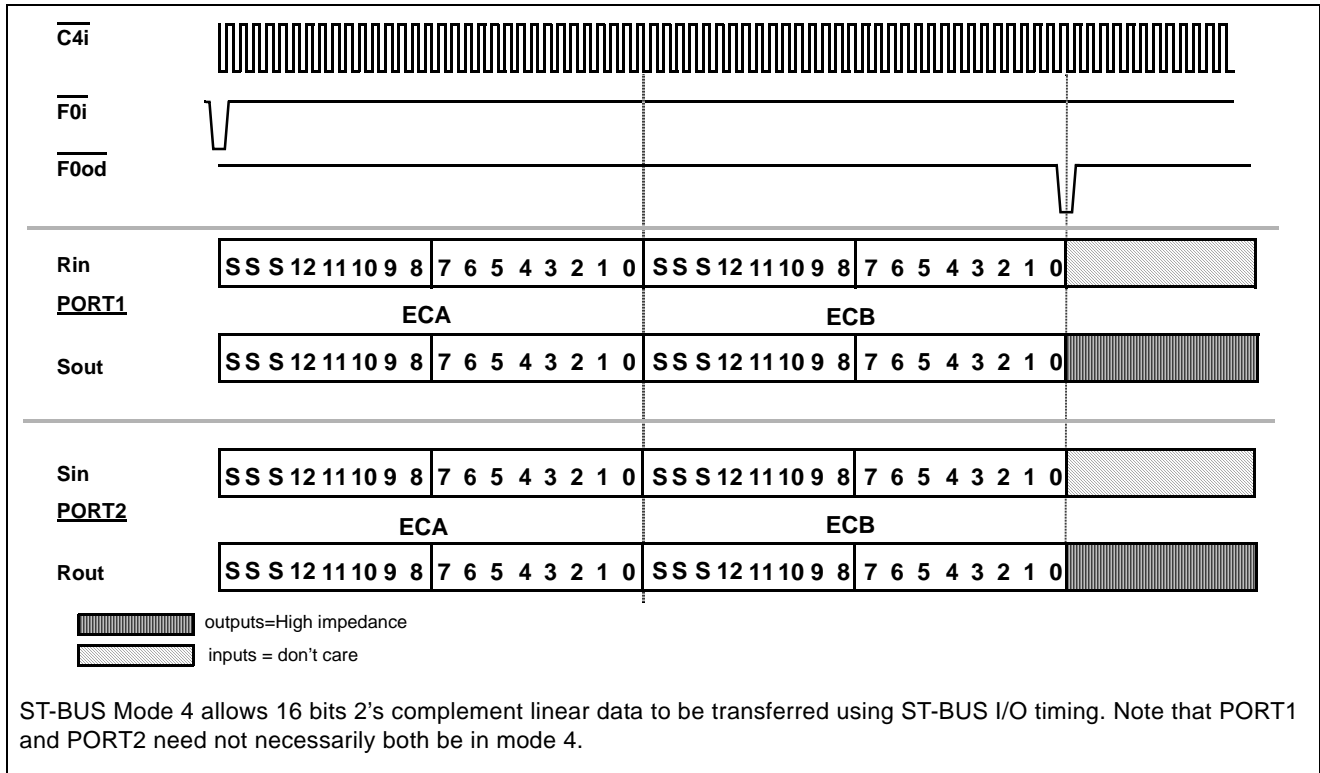 C4i
F0i
F0od
Rin
S S S 12 11 10 9 8 7 6 5 4 3 2 1 0 S S S 12 11 10 9 8 7 6 5 4 3 2 1 0
PORT1
ECA ECB
Sout
S S S 12 11 10 9 8 7 6 5 4 3 2 1 0 S S S 12 11 10 9 8 7 6 5 4 3 2 1 0
Sin
S S S 12 11 10 9 8 7 6 5 4 3 2 1 0 S S S 12 11 10 9 8 7 6 5 4 3 2 1 0
PORT2
ECA ECB
Rout
S S S 12 11 10 9 8 7 6 5 4 3 2 1 0 S S S 12 11 10 9 8 7 6 5 4 3 2 1 0
outputs=High impedance
inputs = don't care
ST-BUS Mode 4 allows 16 bits 2's complement linear data to be transferred using ST-BUS I/O timing. Note that PORT1
and PORT2 need not necessarily both be in mode 4.